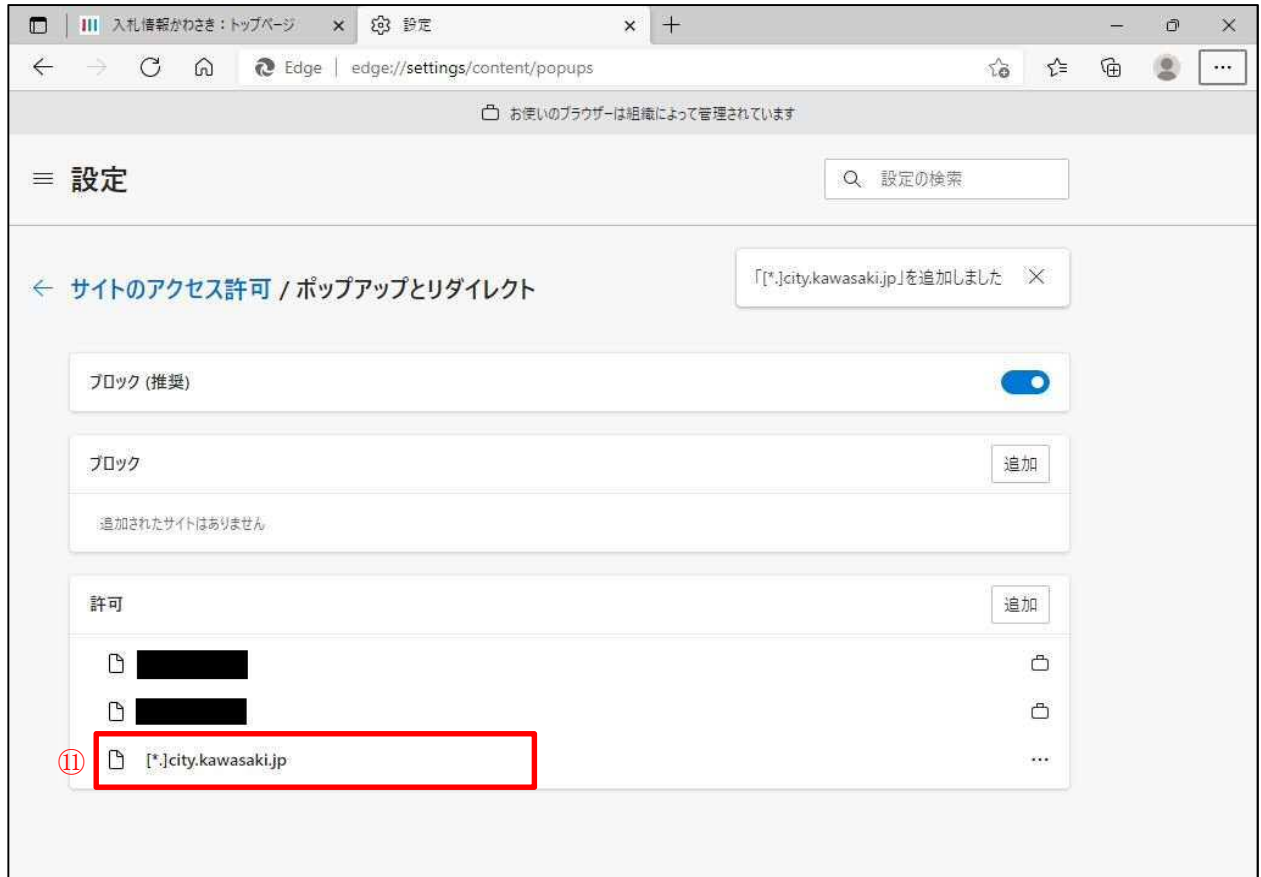 入札情報かわさき：トップページ
設定
Edge | edge://settings/content/popups
お使いのブラウザーは組織によって管理されています
設定
設定の検索
サイトのアクセス許可 / ポップアップとリダイレクト
「[*.]city.kawasaki.jp」を追加しました
ブロック (推奨)
ブロック
追加
追加されたサイトはありません
許可
追加
⑪ [*.]city.kawasaki.jp